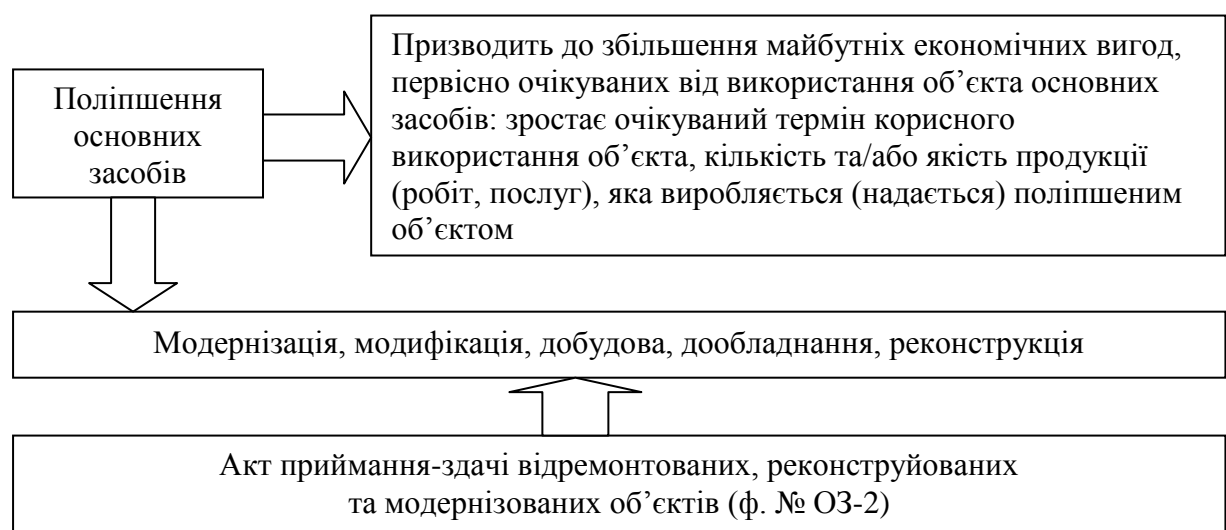 Поліпшення
основних
засобів
Призводить до збільшення майбутніх економічних вигод,
первісно очікуваних від використання об’єкта основних
засобів: зростає очікуваний термін корисного
використання об’єкта, кількість та/або якість продукції
(робіт, послуг), яка виробляється (надається) поліпшеним
об’єктом
Модернізація, модифікація, добудова, дообладнання, реконструкція
Акт приймання-здачі відремонтованих, реконструйованих
та модернізованих об’єктів (ф. № ОЗ-2)